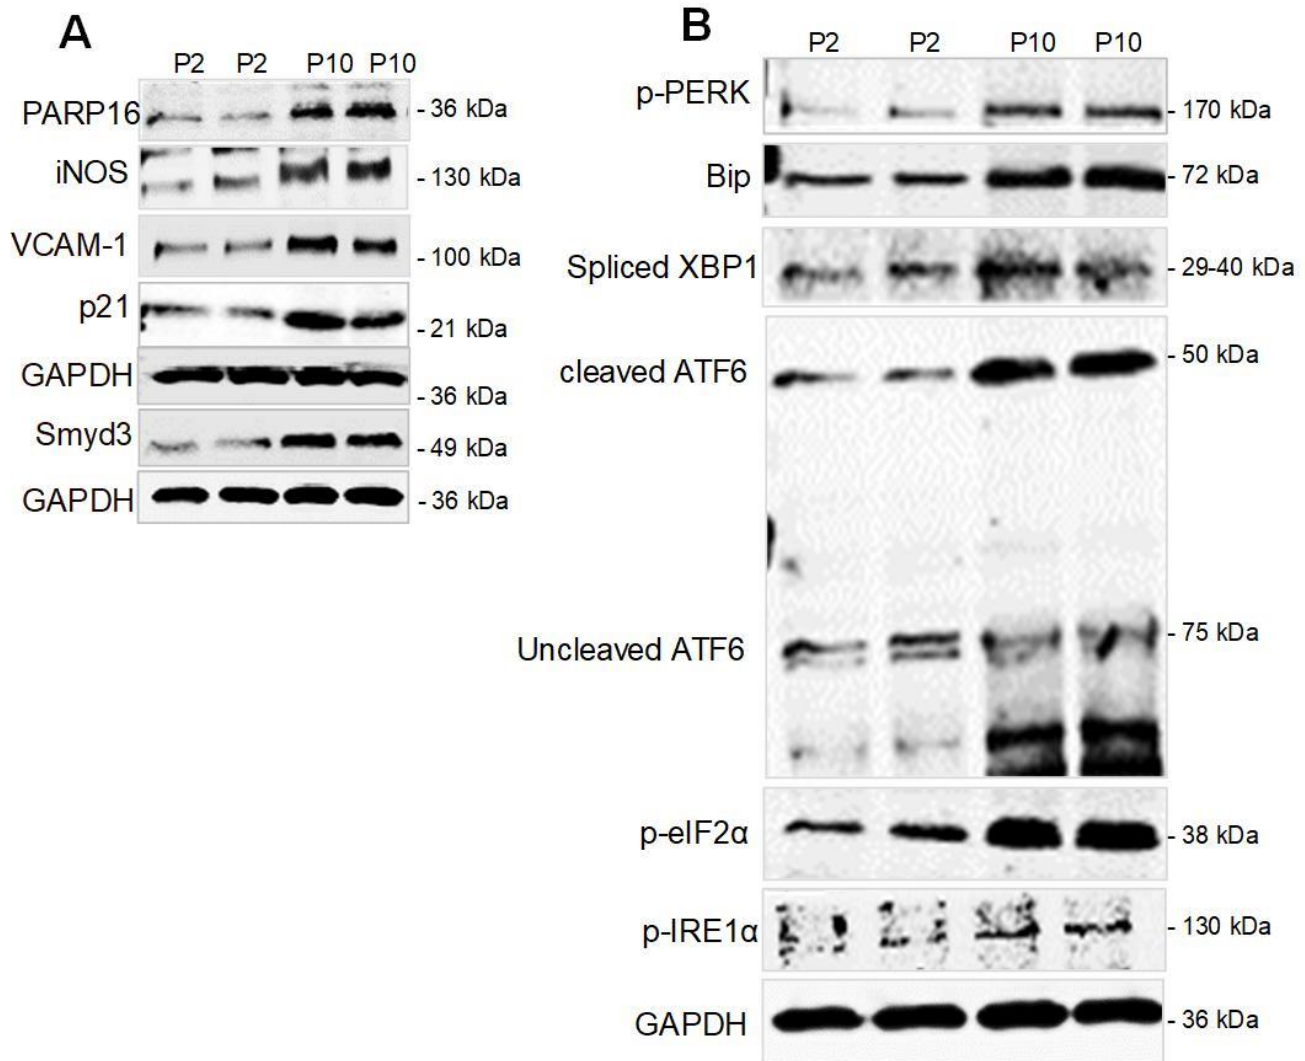 A
P2 P2 P10 P10
PARP16 - 36 kDa
iNOS - 130 kDa
VCAM-1 - 100 kDa
p21 - 21 kDa
GAPDH - 36 kDa
Smyd3 - 49 kDa
GAPDH - 36 kDa
B
P2 P2 P10 P10
p-PERK - 170 kDa
Bip - 72 kDa
Spliced XBP1 - 29-40 kDa
cleaved ATF6 - 50 kDa
Uncleaved ATF6 - 75 kDa
p-eIF2α - 38 kDa
p-IRE1α - 130 kDa
GAPDH - 36 kDa